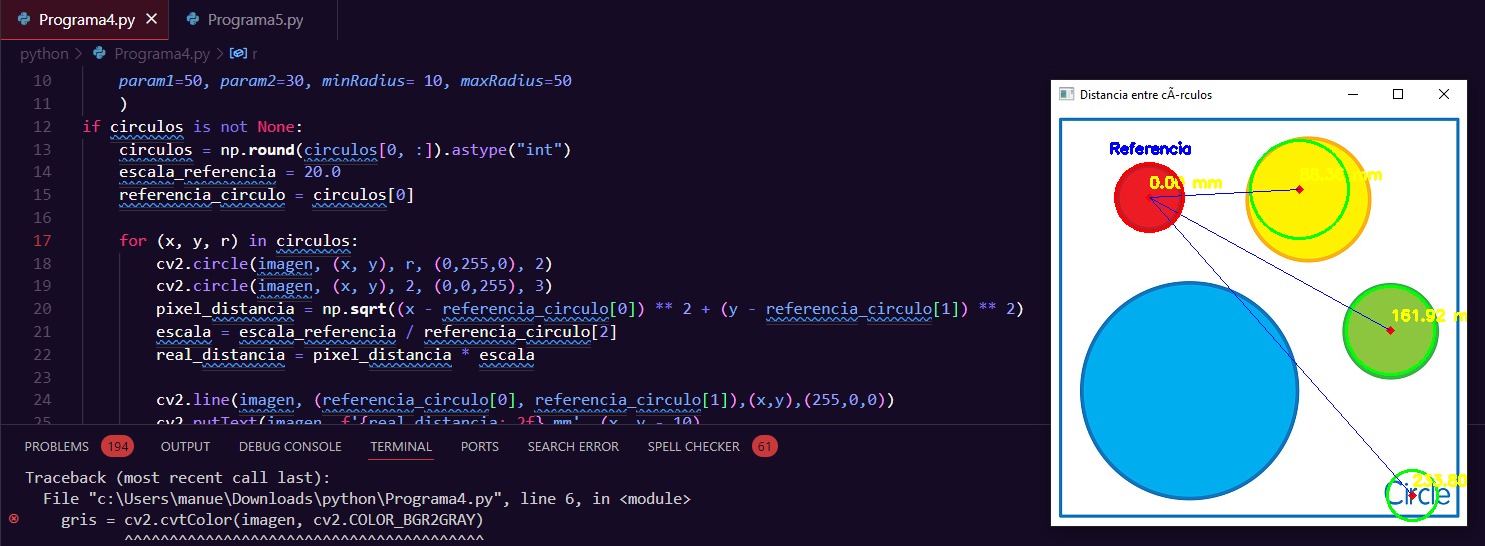 Programa4.py
Programa5.py
python > Programa4.py > r
10 param1=50, param2=30, minRadius= 10, maxRadius=50
11 )
12 if circulos is not None:
13 circulos = np.round(circulos[0, :]).astype("int")
14 escala_referencia = 20.0
15 referencia_circulo = circulos[0]
16
17 for (x, y, r) in circulos:
18 cv2.circle(imagen, (x, y), r, (0,255,0), 2)
19 cv2.circle(imagen, (x, y), 2, (0,0,255), 3)
20 pixel_distancia = np.sqrt((x - referencia_circulo[0]) ** 2 + (y - referencia_circulo[1]) ** 2)
21 escala = escala_referencia / referencia_circulo[2]
22 real_distancia = pixel_distancia * escala
23
24 cv2.line(imagen, (referencia_circulo[0], referencia_circulo[1]),(x,y),(255,0,0))
25 cv2.putText(imagen, f'{real_distancia:.2f} mm', (x, y - 10),
PROBLEMS 194 OUTPUT DEBUG CONSOLE TERMINAL PORTS SEARCH ERROR SPELL CHECKER 61
Traceback (most recent call last):
File "c:\Users\manue\Downloads\python\Programa4.py", line 6, in <module>
gris = cv2.cvtColor(imagen, cv2.COLOR_BGR2GRAY)
^^^^^^^^^^^^^^^^^^^^^^^^^^^^^^^^^^^^^^^^
Distancia entre cÃ-rculos
Referencia
0.00 mm
mm
161.92 m
Circle